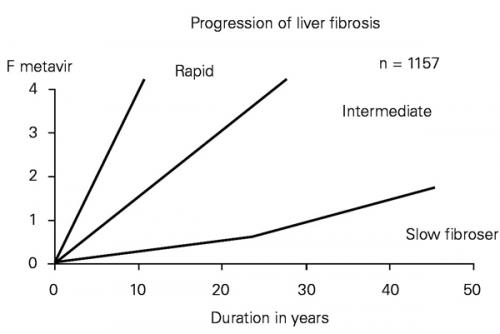 Progression of liver fibrosis
n = 1157
F metavir
Rapid
Intermediate
Slow fibroser
4
3
2
1
0
0 10 20 30 40 50
Duration in years